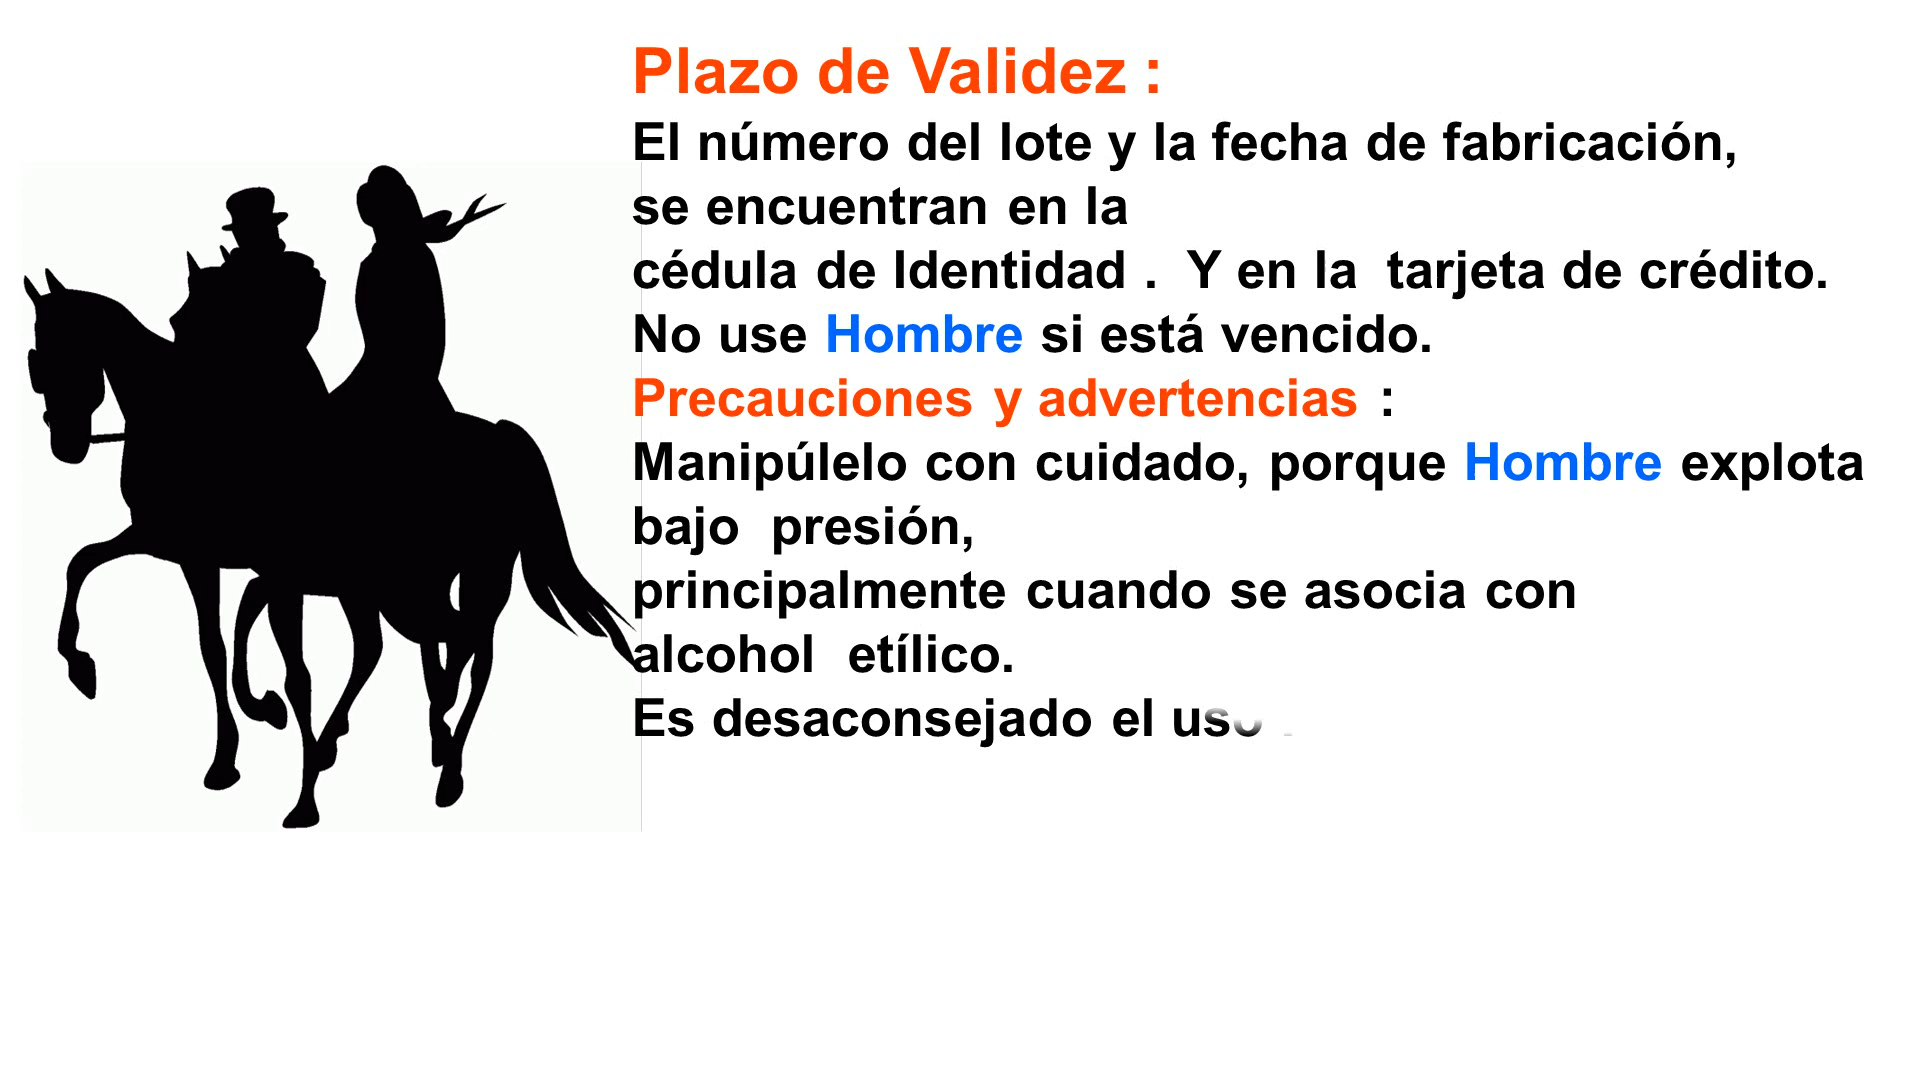 Plazo de Validez :
El número del lote y la fecha de fabricación,
se encuentran en la
cédula de Identidad . Y en la tarjeta de crédito.
No use Hombre si está vencido.
Precauciones y advertencias :
Manipúlelo con cuidado, porque Hombre explota
bajo presión,
principalmente cuando se asocia con
alcohol etílico.
Es desaconsejado el uso